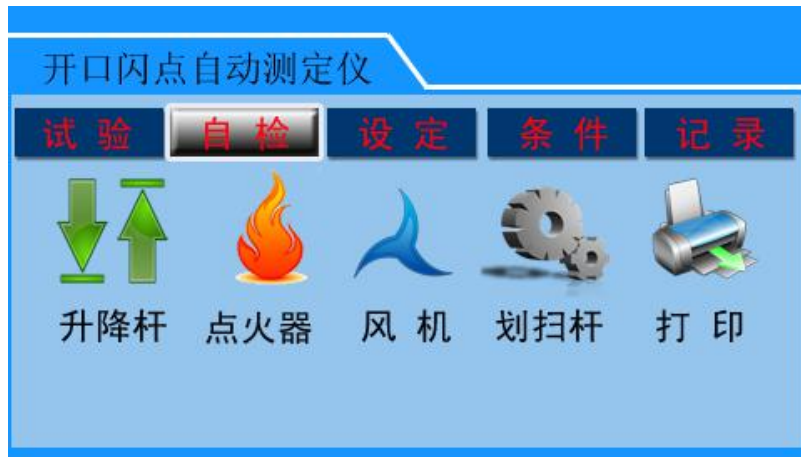 开口闪点自动测定仪
试 验 自 检 设 定 条 件 记 录
升降杆 点火器 风 机 划扫杆 打 印